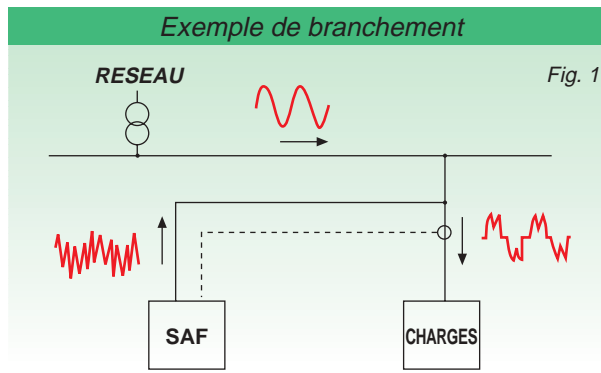 Exemple de branchement
RESEAU
Fig. 1
SAF
CHARGES